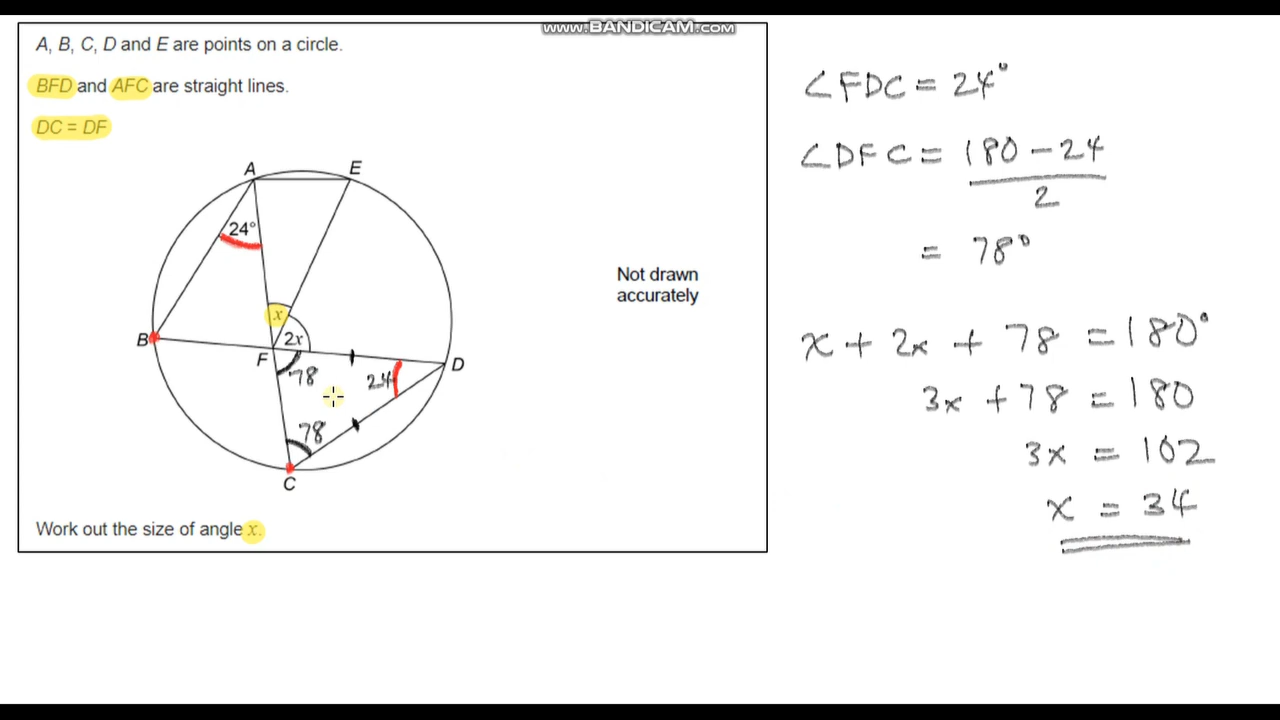 www.BANDICAM.com
A, B, C, D and E are points on a circle.
BFD and AFC are straight lines.
DC = DF
A
E
24°
x
B
2x
F
D
78
24
78
C
Not drawn
accurately
Work out the size of angle x.
∠FDC = 24°
∠DFC = 180 - 24
2
= 78°
x + 2x + 78 = 180°
3x + 78 = 180
3x = 102
x = 34